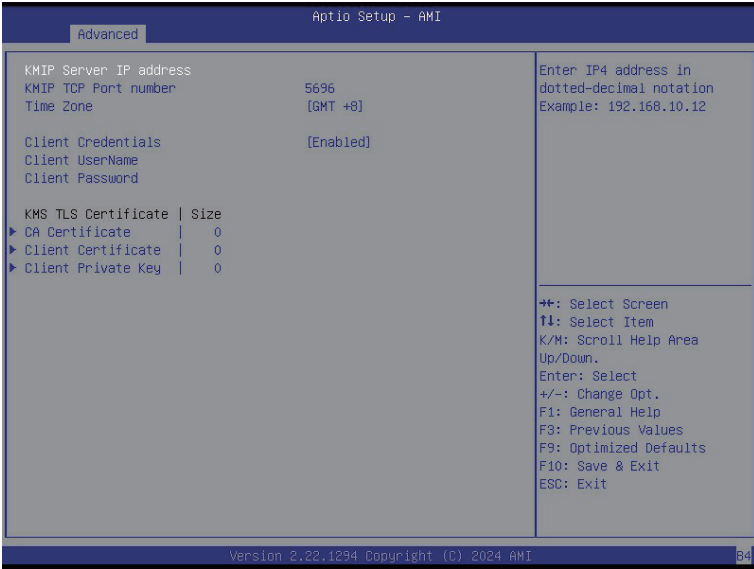 Aptio Setup - AMI
Advanced
KMIP Server IP address
KMIP TCP Port number 5696
Time Zone [GMT +8]
Client Credentials [Enabled]
Client UserName
Client Password
KMS TLS Certificate | Size
CA Certificate | 0
Client Certificate | 0
Client Private Key | 0
Enter IP4 address in
dotted-decimal notation
Example: 192.168.10.12
→←: Select Screen
↑↓: Select Item
K/M: Scroll Help Area
Up/Down.
Enter: Select
+/-: Change Opt.
F1: General Help
F3: Previous Values
F9: Optimized Defaults
F10: Save & Exit
ESC: Exit
Version 2.22.1294 Copyright (C) 2024 AMI
B4